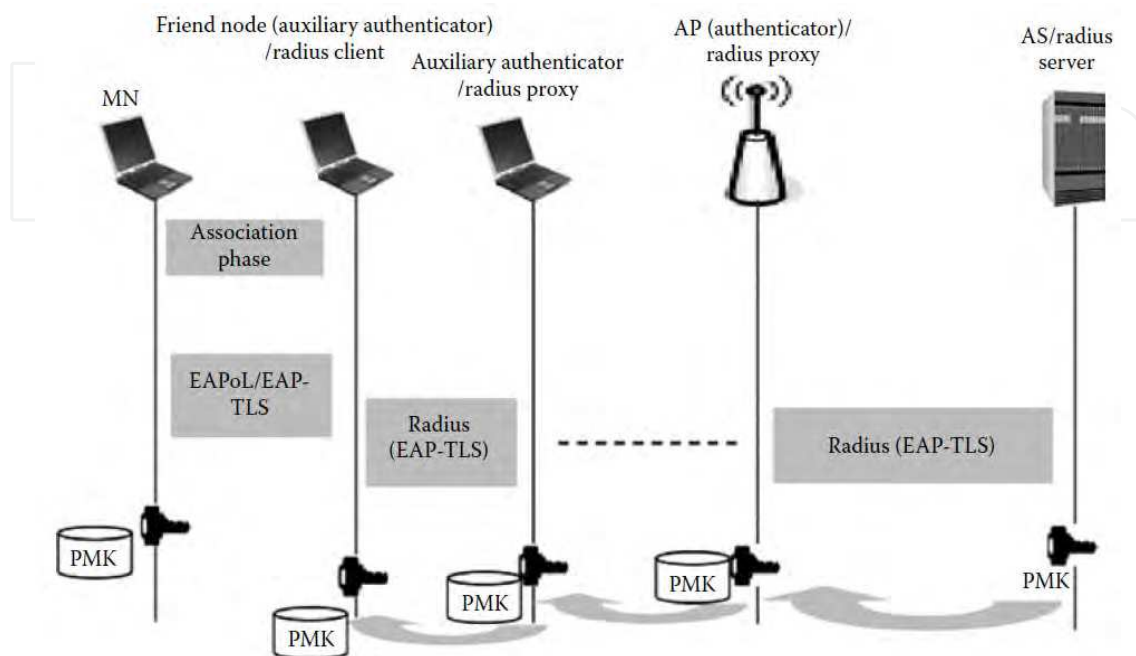 Friend node (auxiliary authenticator)
/radius client
AP (authenticator)/
radius proxy
AS/radius
server
Auxiliary authenticator
/radius proxy
MN
Association
phase
EAPoL/EAP-
TLS
Radius
(EAP-TLS)
Radius (EAP-TLS)
PMK
PMK
PMK
PMK
PMK